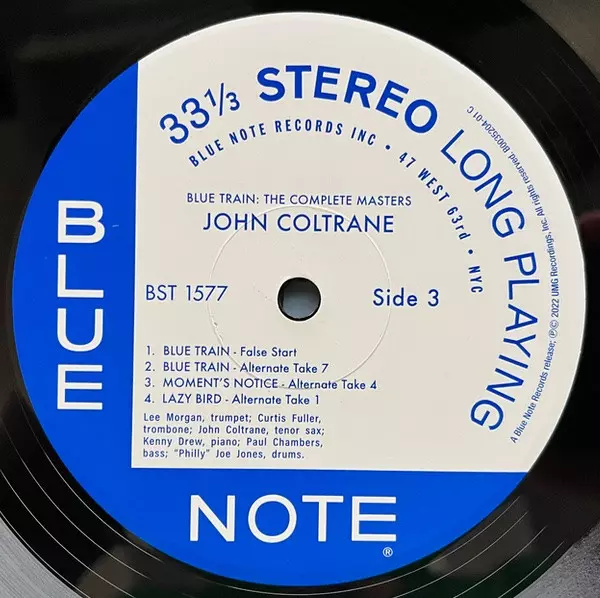 33⅓ STEREO LONG PLAYING
BLUE NOTE RECORDS INC • 47 WEST 63rd • NYC
A Blue Note Records release; ℗© 2022 UMG Recordings, Inc. All rights reserved. B0035204-01 C
BLUE TRAIN: THE COMPLETE MASTERS
JOHN COLTRANE
BST 1577
Side 3
1. BLUE TRAIN - False Start
2. BLUE TRAIN - Alternate Take 7
3. MOMENT'S NOTICE - Alternate Take 4
4. LAZY BIRD - Alternate Take 1
Lee Morgan, trumpet; Curtis Fuller,
trombone; John Coltrane, tenor sax;
Kenny Drew, piano; Paul Chambers,
bass; "Philly" Joe Jones, drums.
BLUE
NOTE®